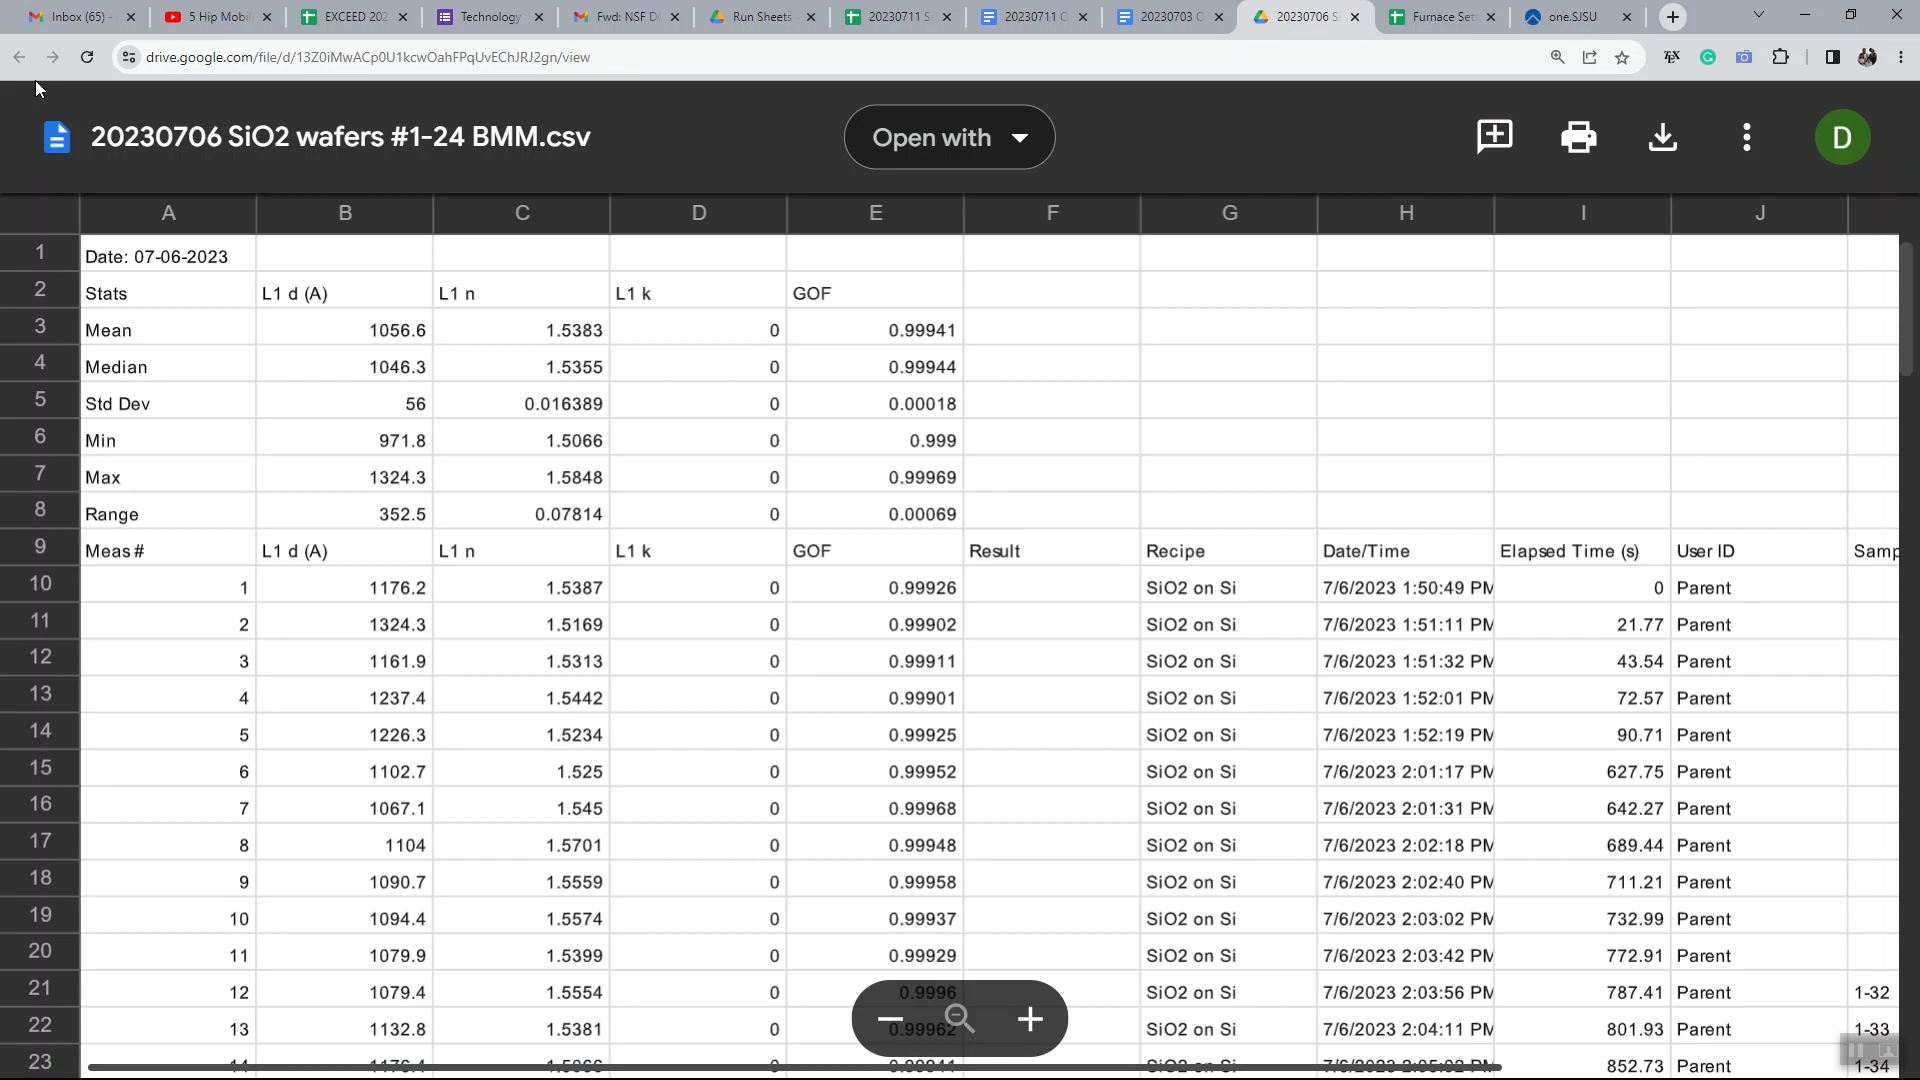 Inbox (65) - 5 Hip Mobil EXCEED 202 Technology Fwd: NSF D Run Sheets 20230711 S 20230711 C 20230703 C 20230706 S Furnace Set one.SJSU
drive.google.com/file/d/13Z0iMwACp0U1kcwOahFPqUvEChJRJ2gn/view
20230706 SiO2 wafers #1-24 BMM.csv Open with D
A B C D E F G H I J
1 Date: 07-06-2023
2 Stats L1 d (A) L1 n L1 k GOF
3 Mean 1056.6 1.5383 0 0.99941
4 Median 1046.3 1.5355 0 0.99944
5 Std Dev 56 0.016389 0 0.00018
6 Min 971.8 1.5066 0 0.999
7 Max 1324.3 1.5848 0 0.99969
8 Range 352.5 0.07814 0 0.00069
9 Meas # L1 d (A) L1 n L1 k GOF Result Recipe Date/Time Elapsed Time (s) User ID Samp
10 1 1176.2 1.5387 0 0.99926 SiO2 on Si 7/6/2023 1:50:49 PM 0 Parent
11 2 1324.3 1.5169 0 0.99902 SiO2 on Si 7/6/2023 1:51:11 PM 21.77 Parent
12 3 1161.9 1.5313 0 0.99911 SiO2 on Si 7/6/2023 1:51:32 PM 43.54 Parent
13 4 1237.4 1.5442 0 0.99901 SiO2 on Si 7/6/2023 1:52:01 PM 72.57 Parent
14 5 1226.3 1.5234 0 0.99925 SiO2 on Si 7/6/2023 1:52:19 PM 90.71 Parent
15 6 1102.7 1.525 0 0.99952 SiO2 on Si 7/6/2023 2:01:17 PM 627.75 Parent
16 7 1067.1 1.545 0 0.99968 SiO2 on Si 7/6/2023 2:01:31 PM 642.27 Parent
17 8 1104 1.5701 0 0.99948 SiO2 on Si 7/6/2023 2:02:18 PM 689.44 Parent
18 9 1090.7 1.5559 0 0.99958 SiO2 on Si 7/6/2023 2:02:40 PM 711.21 Parent
19 10 1094.4 1.5574 0 0.99937 SiO2 on Si 7/6/2023 2:03:02 PM 732.99 Parent
20 11 1079.9 1.5399 0 0.99929 SiO2 on Si 7/6/2023 2:03:42 PM 772.91 Parent
21 12 1079.4 1.5554 0 0.9996 SiO2 on Si 7/6/2023 2:03:56 PM 787.41 Parent 1-32
22 13 1132.8 1.5381 0 0.99962 SiO2 on Si 7/6/2023 2:04:11 PM 801.93 Parent 1-33
23 852.73 Parent 1-34